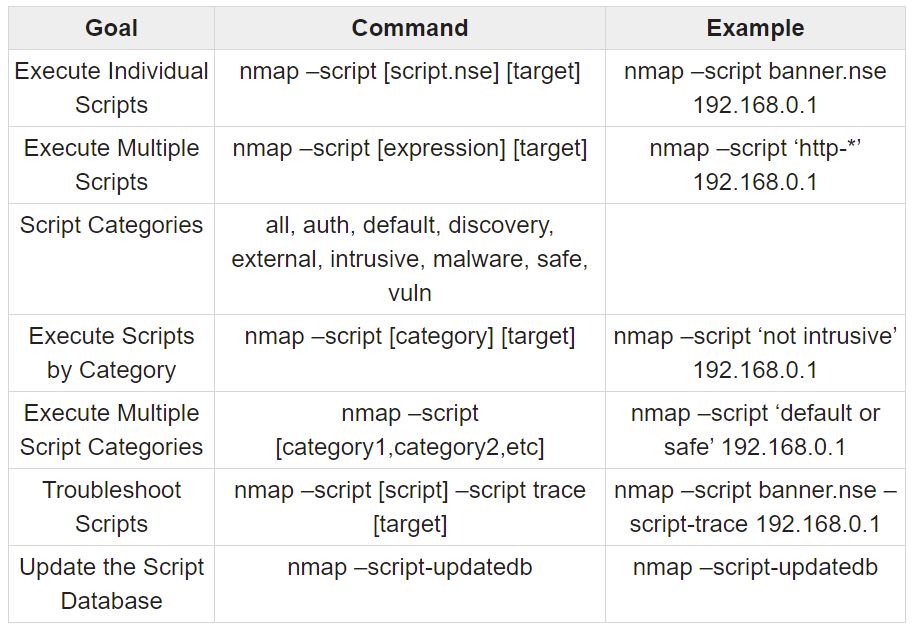 Goal Command Example
Execute Individual nmap –script [script.nse] [target] nmap –script banner.nse
Scripts 192.168.0.1
Execute Multiple nmap –script [expression] [target] nmap –script ‘http-*’
Scripts 192.168.0.1
Script Categories all, auth, default, discovery,
external, intrusive, malware, safe,
vuln
Execute Scripts nmap –script [category] [target] nmap –script ‘not intrusive’
by Category 192.168.0.1
Execute Multiple nmap –script nmap –script ‘default or
Script Categories [category1,category2,etc] safe’ 192.168.0.1
Troubleshoot nmap –script [script] –script trace nmap –script banner.nse –
Scripts [target] script-trace 192.168.0.1
Update the Script nmap –script-updatedb nmap –script-updatedb
Database